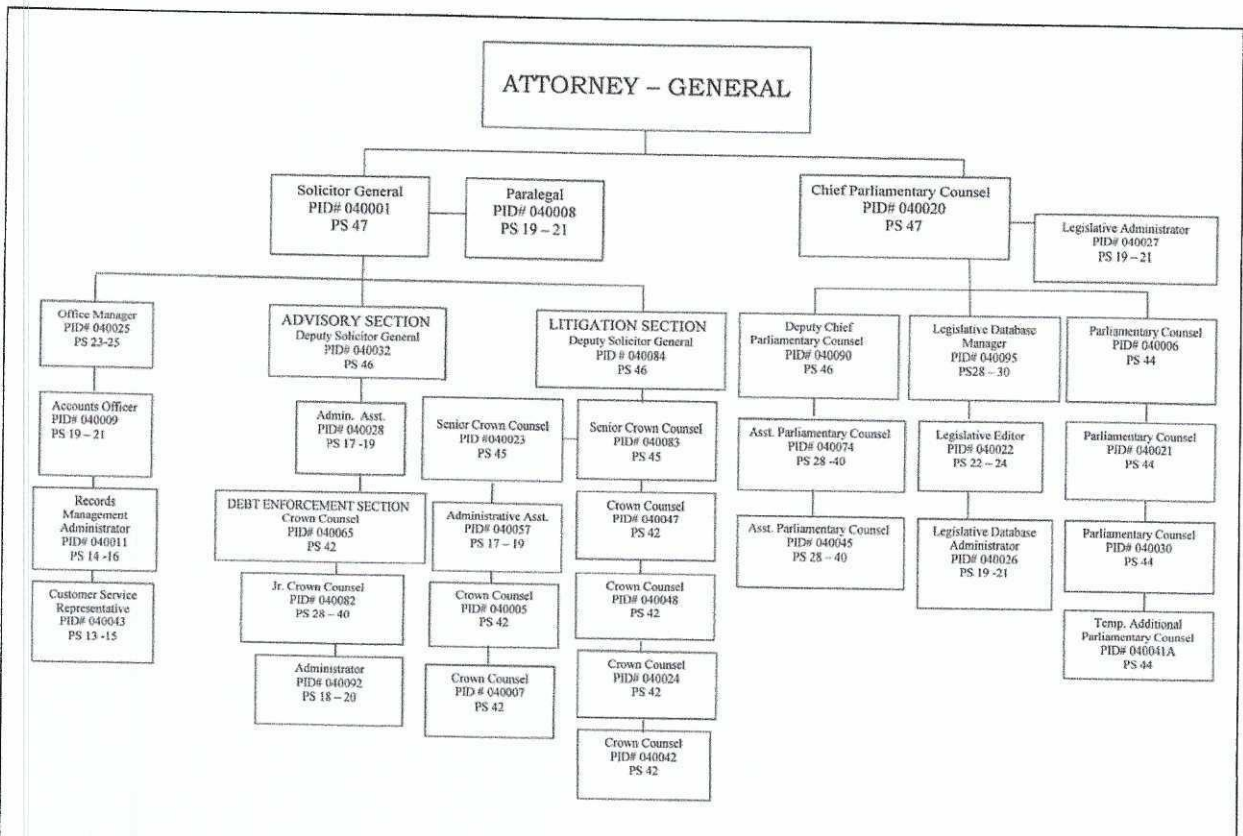 ATTORNEY – GENERAL
Solicitor General
PID# 040001
PS 47
Paralegal
PID# 040008
PS 19 – 21
Chief Parliamentary Counsel
PID# 040020
PS 47
Legislative Administrator
PID# 040027
PS 19 – 21
Office Manager
PID# 040025
PS 23-25
Accounts Officer
PID# 040009
PS 19 – 21
Records
Management
Administrator
PID# 040011
PS 14 -16
Customer Service
Representative
PID# 040043
PS 13 -15
ADVISORY SECTION
Deputy Solicitor General
PID# 040032
PS 46
Admin. Asst.
PID# 040028
PS 17 -19
DEBT ENFORCEMENT SECTION
Crown Counsel
PID# 040065
PS 42
Jr. Crown Counsel
PID# 040082
PS 28 – 40
Administrator
PID# 040092
PS 18 – 20
LITIGATION SECTION
Deputy Solicitor General
PID # 040084
PS 46
Senior Crown Counsel
PID #040023
PS 45
Administrative Asst.
PID# 040057
PS 17 – 19
Crown Counsel
PID# 040005
PS 42
Crown Counsel
PID # 040007
PS 42
Senior Crown Counsel
PID# 040083
PS 45
Crown Counsel
PID# 040047
PS 42
Crown Counsel
PID# 040048
PS 42
Crown Counsel
PID# 040024
PS 42
Crown Counsel
PID# 040042
PS 42
Deputy Chief
Parliamentary Counsel
PID# 040090
PS 46
Asst. Parliamentary Counsel
PID# 040074
PS 28 -40
Asst. Parliamentary Counsel
PID# 040045
PS 28 – 40
Legislative Database
Manager
PID# 040095
PS28 – 30
Legislative Editor
PID# 040022
PS 22 – 24
Legislative Database
Administrator
PID# 040026
PS 19 -21
Parliamentary Counsel
PID# 040006
PS 44
Parliamentary Counsel
PID# 040021
PS 44
Parliamentary Counsel
PID# 040030
PS 44
Temp. Additional
Parliamentary Counsel
PID# 040041A
PS 44